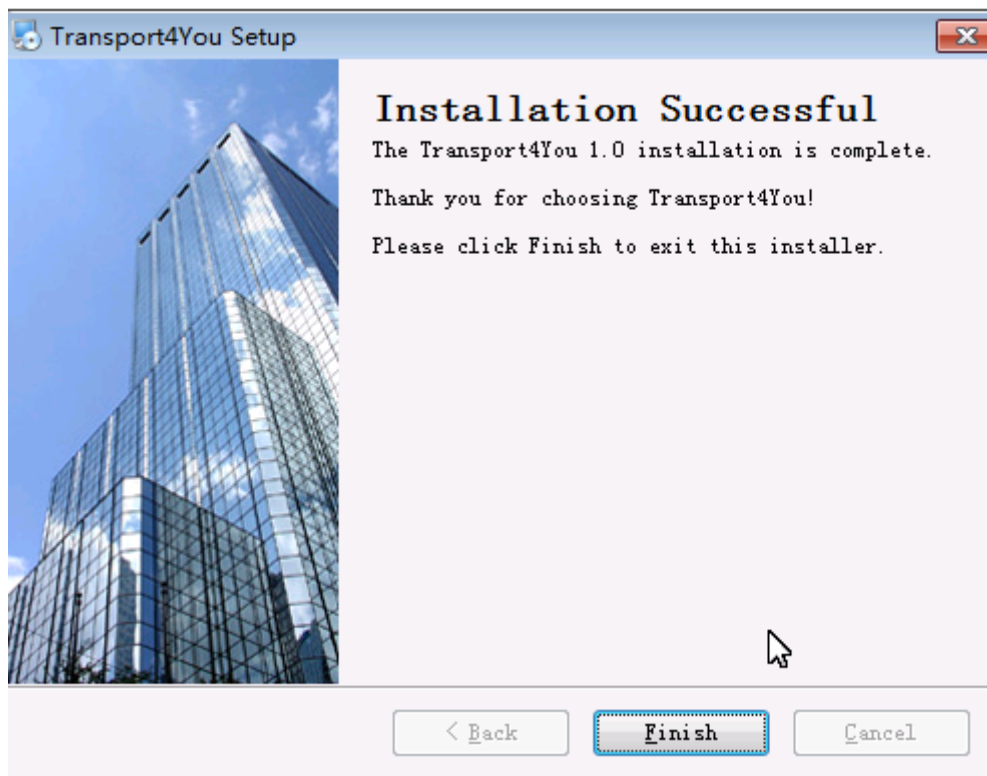 Transport4You Setup
Installation Successful
The Transport4You 1.0 installation is complete.
Thank you for choosing Transport4You!
Please click Finish to exit this installer.
< Back
Finish
Cancel